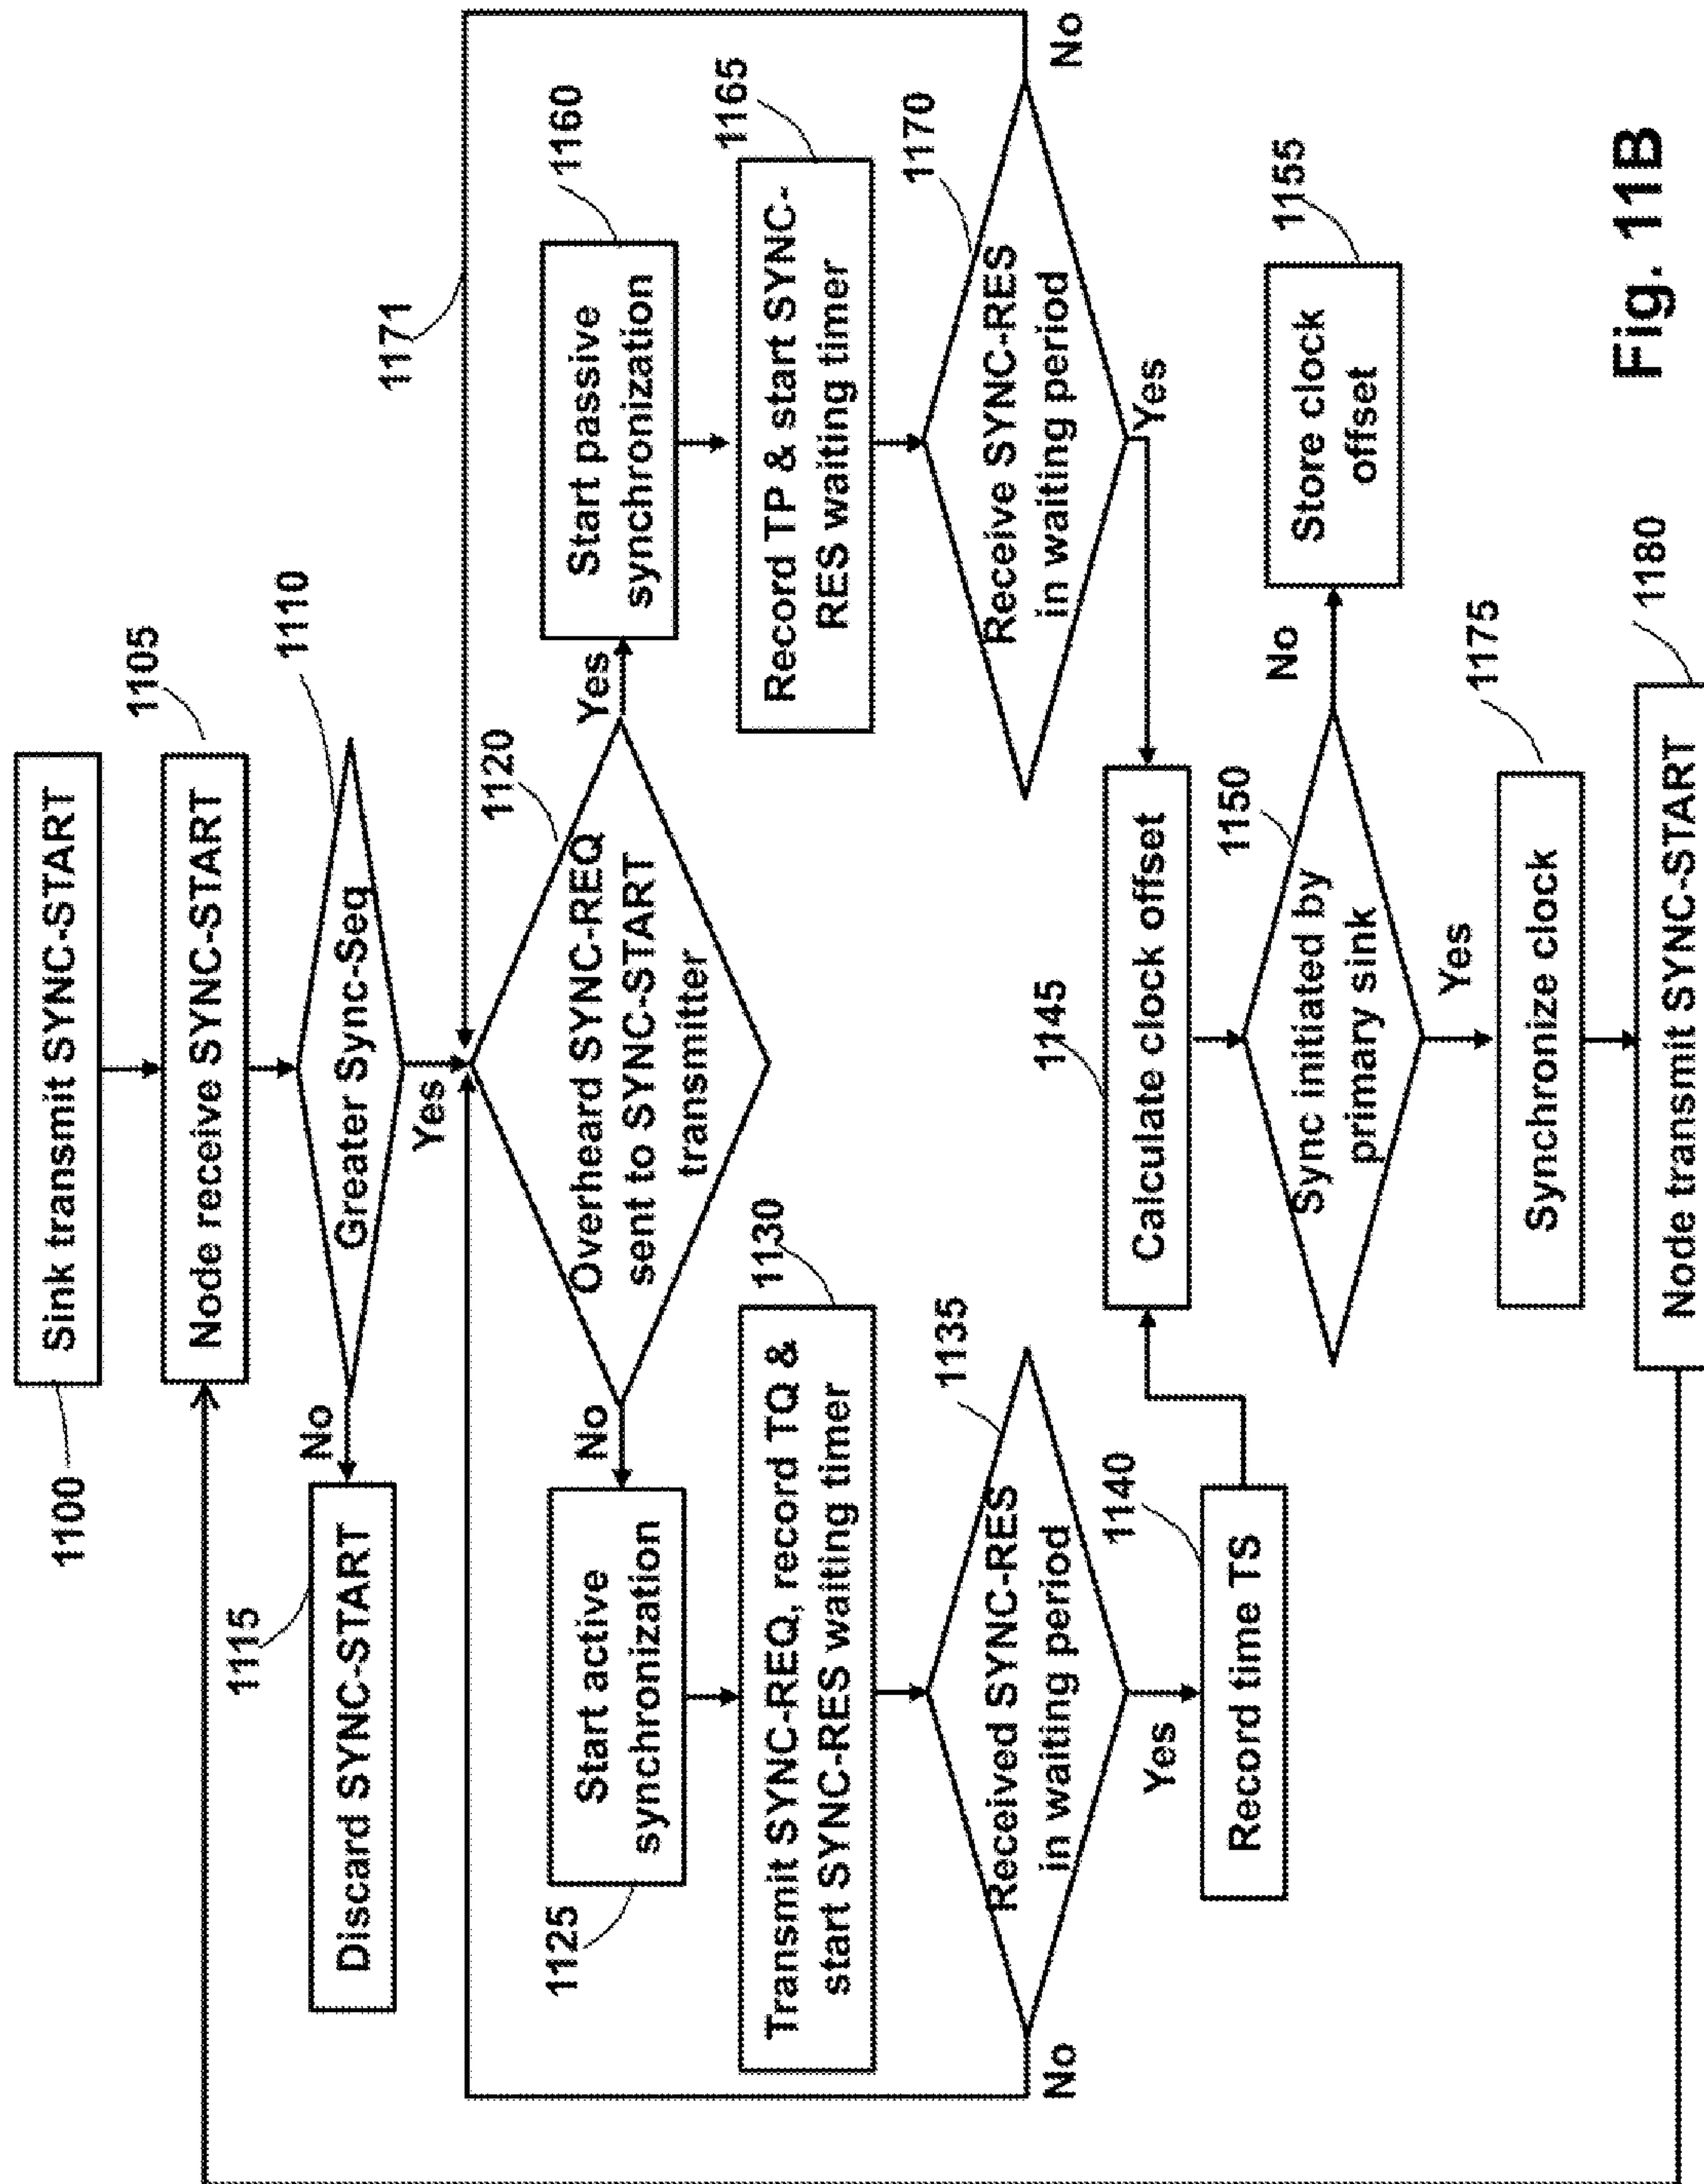 Sink transmit SYNC-START
1100
Node receive SYNC-START
1105
Greater Sync-Seq
1110
No
Yes
Discard SYNC-START
1115
1171
Overheard SYNC-REQ
sent to SYNC-START
transmitter
1120
No
Yes
Start active
synchronization
1125
Start passive
synchronization
1160
Transmit SYNC-REQ, record TQ &
start SYNC-RES waiting timer
1130
Record TP & start SYNC-
RES waiting timer
1165
Received SYNC-RES
in waiting period
1135
No
Yes
Receive SYNC-RES
in waiting period
1170
No
Yes
Record time TS
1140
Calculate clock offset
1145
Sync initiated by
primary sink
1150
No
Yes
Store clock
offset
1155
Synchronize clock
1175
Node transmit SYNC-START
1180
Fig. 11B